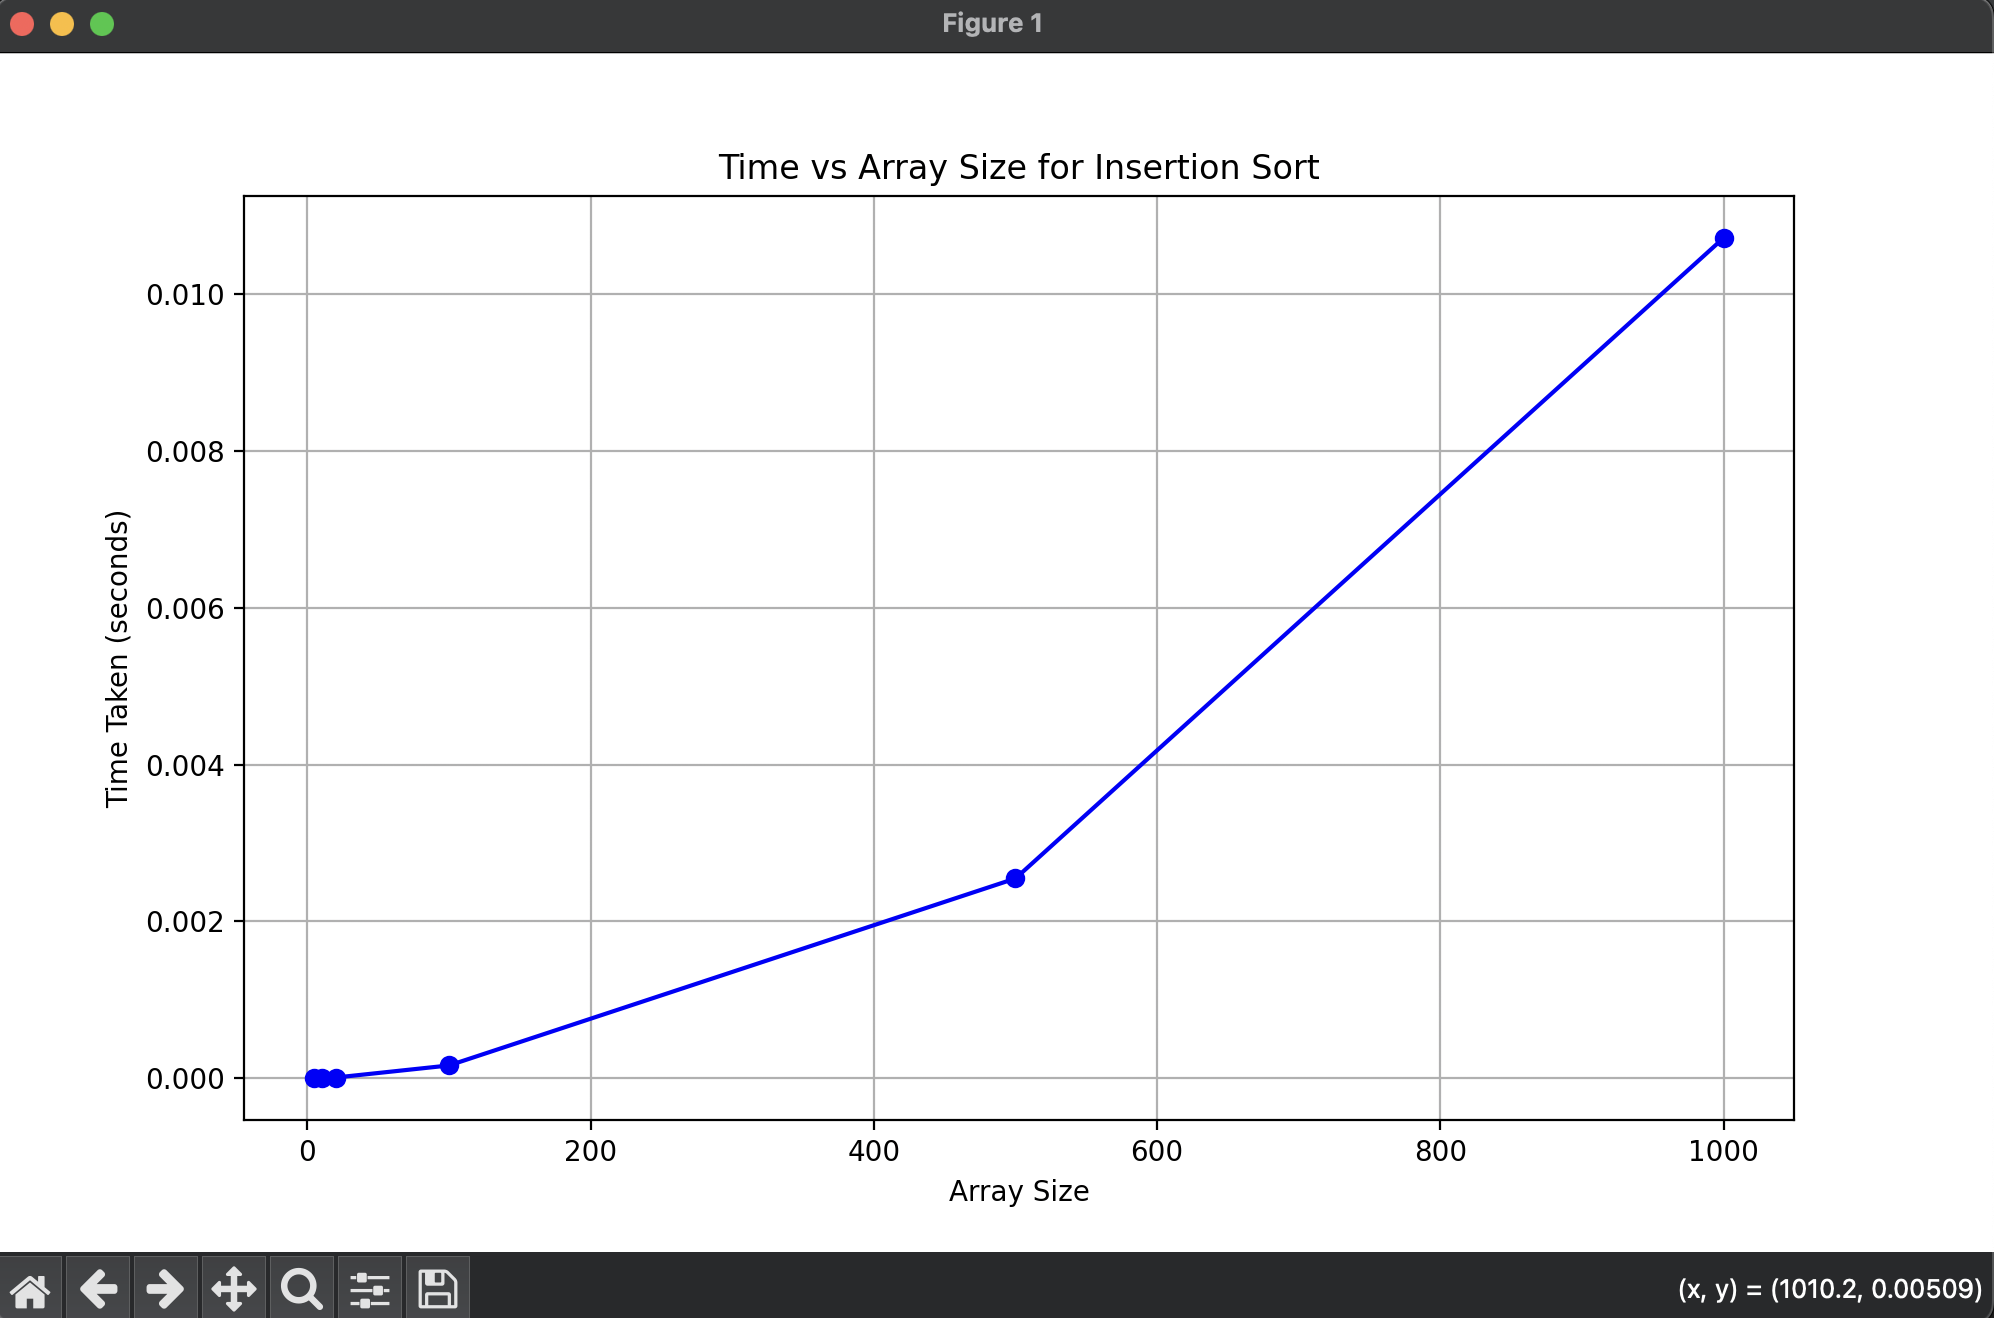 Figure 1
Time vs Array Size for Insertion Sort
0.010
0.008
0.006
0.004
0.002
0.000
Time Taken (seconds)
0 200 400 600 800 1000
Array Size
(x, y) = (1010.2, 0.00509)